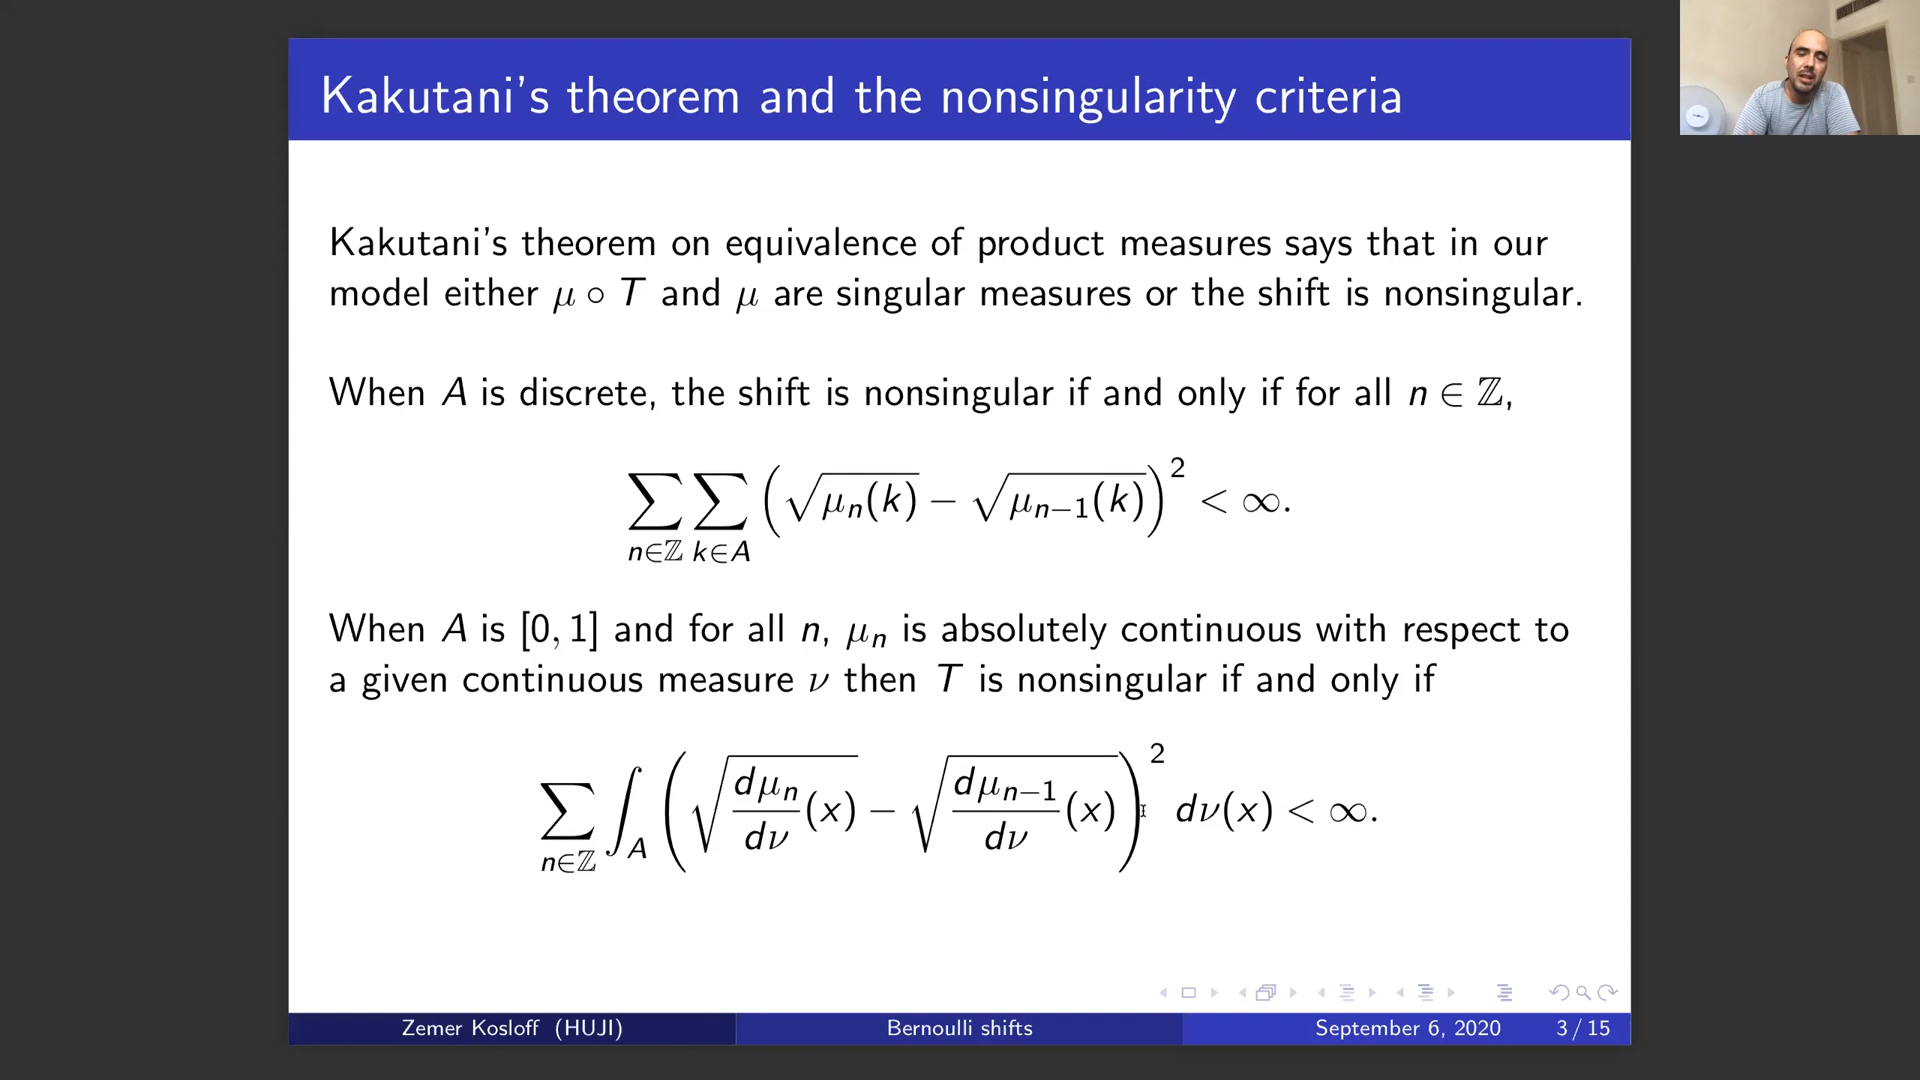 Kakutani's theorem and the nonsingularity criteria
Kakutani's theorem on equivalence of product measures says that in our
model either μ ∘ T and μ are singular measures or the shift is nonsingular.
When A is discrete, the shift is nonsingular if and only if for all n ∈ ℤ,
∑_{n∈ℤ} ∑_{k∈A} (√μ_n(k) − √μ_{n−1}(k))² < ∞.
When A is [0, 1] and for all n, μ_n is absolutely continuous with respect to
a given continuous measure ν then T is nonsingular if and only if
∑_{n∈ℤ} ∫_A (√(dμ_n/dν (x)) − √(dμ_{n−1}/dν (x)))² dν(x) < ∞.
Zemer Kosloff (HUJI) Bernoulli shifts September 6, 2020 3 / 15